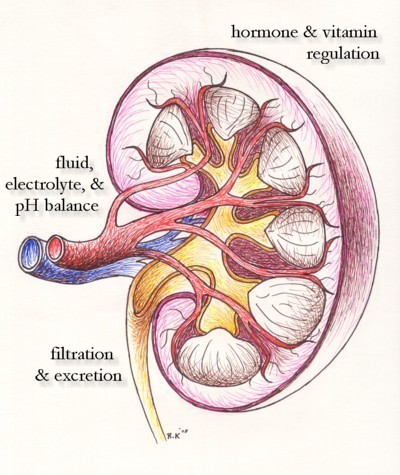 hormone & vitamin
regulation
fluid,
electrolyte, &
pH balance
filtration
& excretion